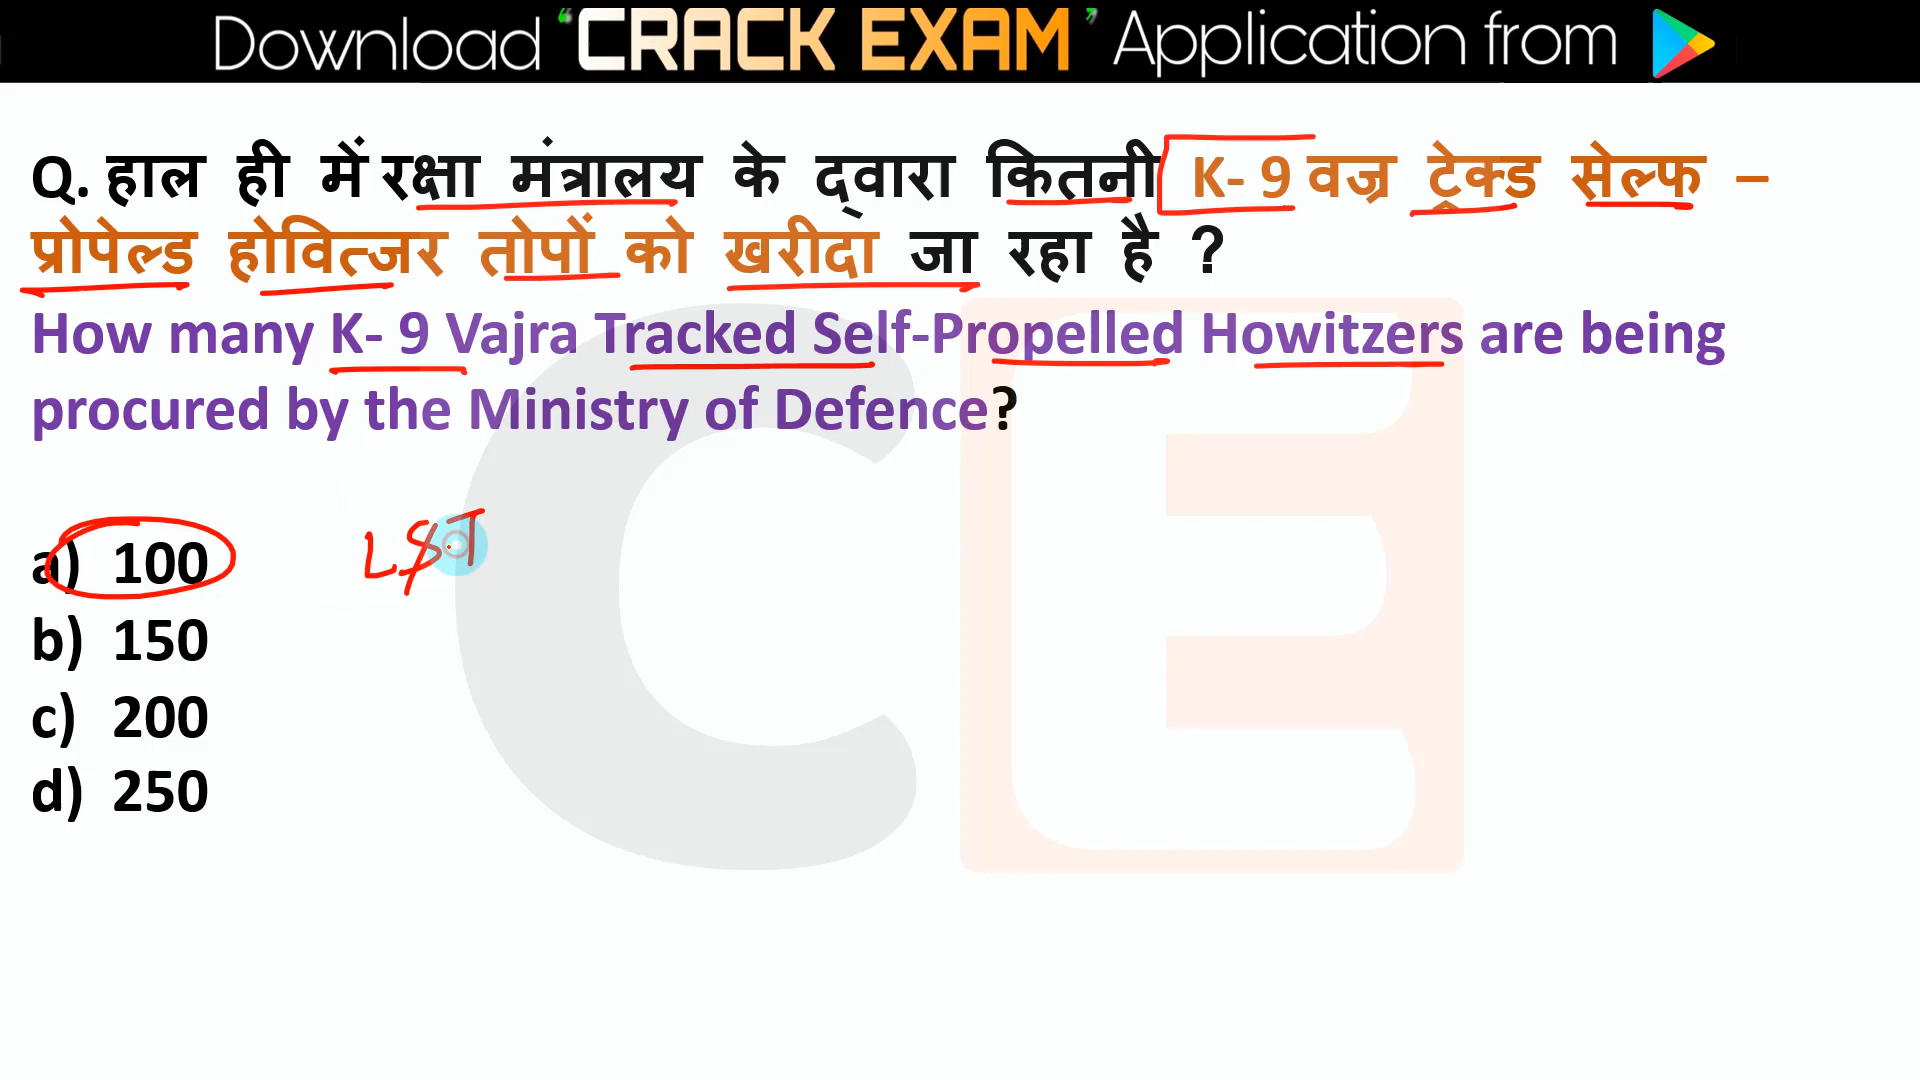 Download 'CRACK EXAM' Application from
Q. हाल ही में रक्षा मंत्रालय के द्वारा कितनी K- 9 वज्र ट्रेक्ड सेल्फ –
प्रोपेल्ड होवित्जर तोपों को खरीदा जा रहा है ?
How many K- 9 Vajra Tracked Self-Propelled Howitzers are being
procured by the Ministry of Defence?
a) 100
b) 150
c) 200
d) 250
CE